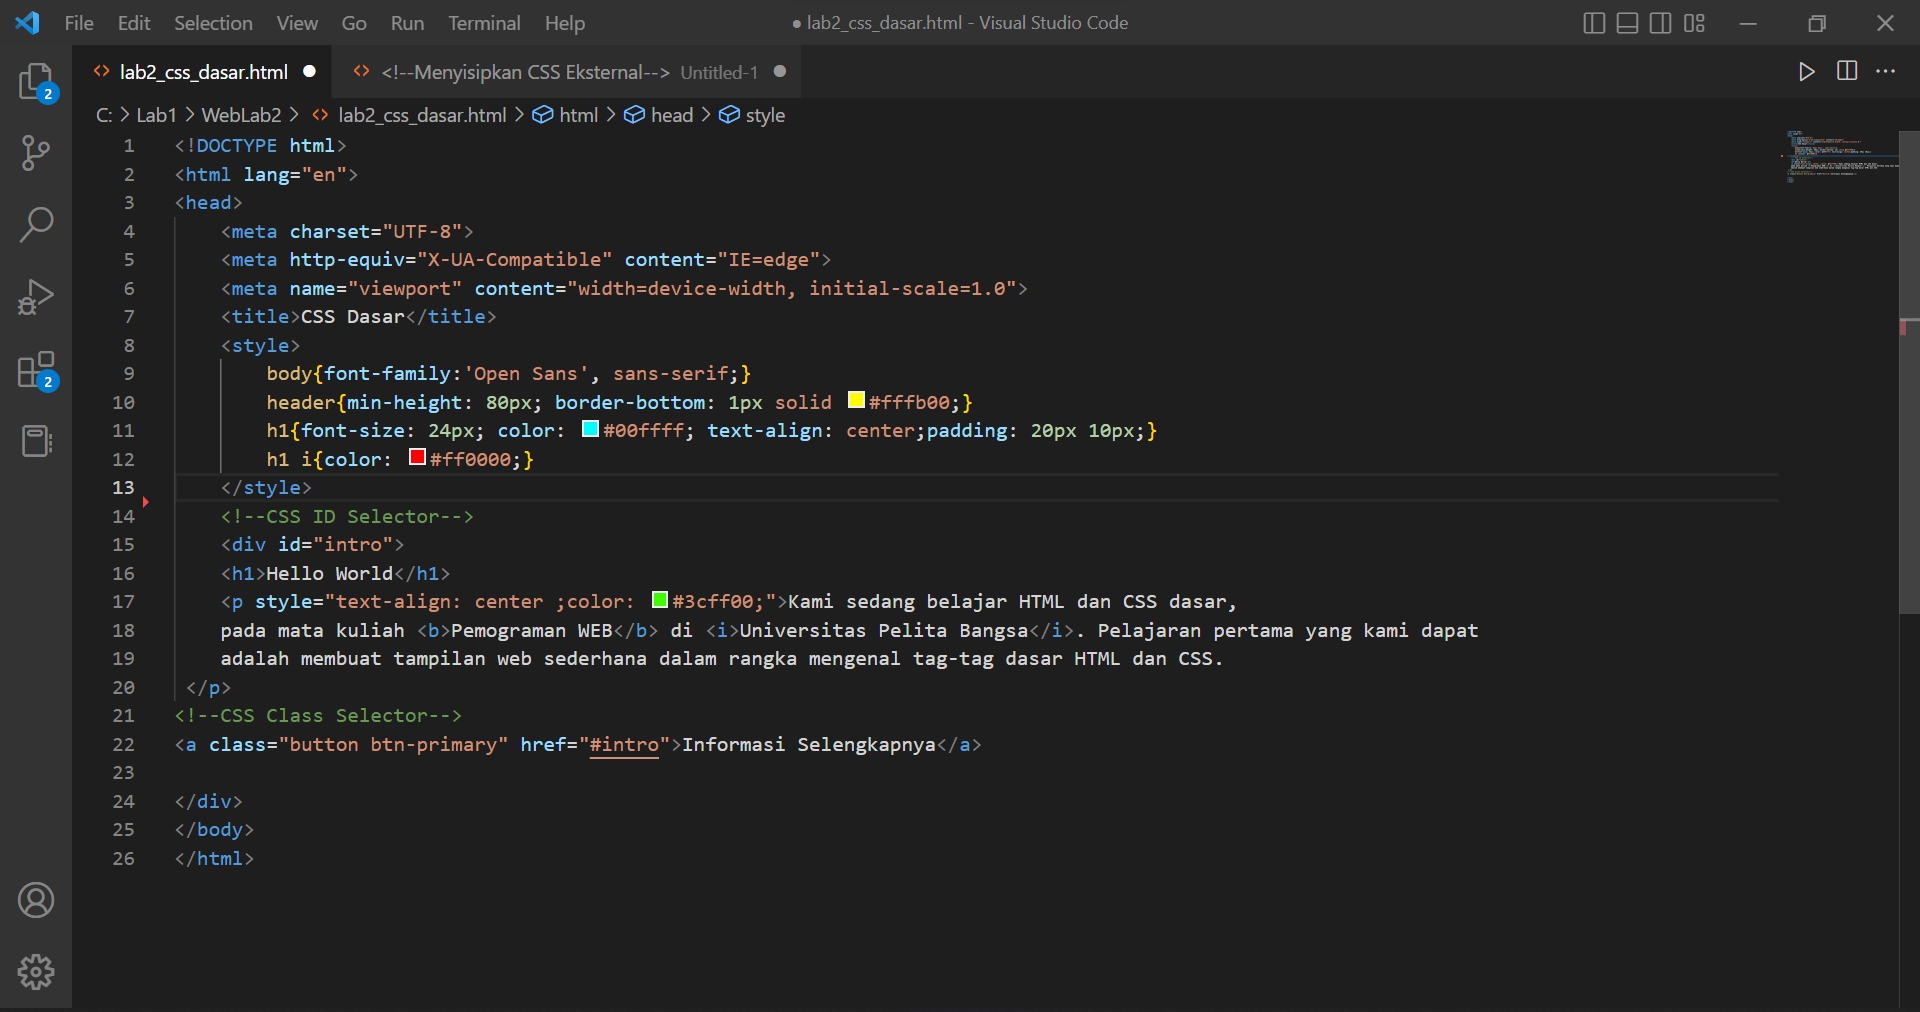 File Edit Selection View Go Run Terminal Help ● lab2_css_dasar.html - Visual Studio Code
lab2_css_dasar.html ● <!--Menyisipkan CSS Eksternal--> Untitled-1 ●
C: > Lab1 > WebLab2 > lab2_css_dasar.html > html > head > style
1 <!DOCTYPE html>
2 <html lang="en">
3 <head>
4 <meta charset="UTF-8">
5 <meta http-equiv="X-UA-Compatible" content="IE=edge">
6 <meta name="viewport" content="width=device-width, initial-scale=1.0">
7 <title>CSS Dasar</title>
8 <style>
9 body{font-family:'Open Sans', sans-serif;}
10 header{min-height: 80px; border-bottom: 1px solid #fffb00;}
11 h1{font-size: 24px; color: #00ffff; text-align: center;padding: 20px 10px;}
12 h1 i{color: #ff0000;}
13 </style>
14 <!--CSS ID Selector-->
15 <div id="intro">
16 <h1>Hello World</h1>
17 <p style="text-align: center ;color: #3cff00;">Kami sedang belajar HTML dan CSS dasar,
18 pada mata kuliah <b>Pemograman WEB</b> di <i>Universitas Pelita Bangsa</i>. Pelajaran pertama yang kami dapat
19 adalah membuat tampilan web sederhana dalam rangka mengenal tag-tag dasar HTML dan CSS.
20 </p>
21 <!--CSS Class Selector-->
22 <a class="button btn-primary" href="#intro">Informasi Selengkapnya</a>
23
24 </div>
25 </body>
26 </html>
2
2